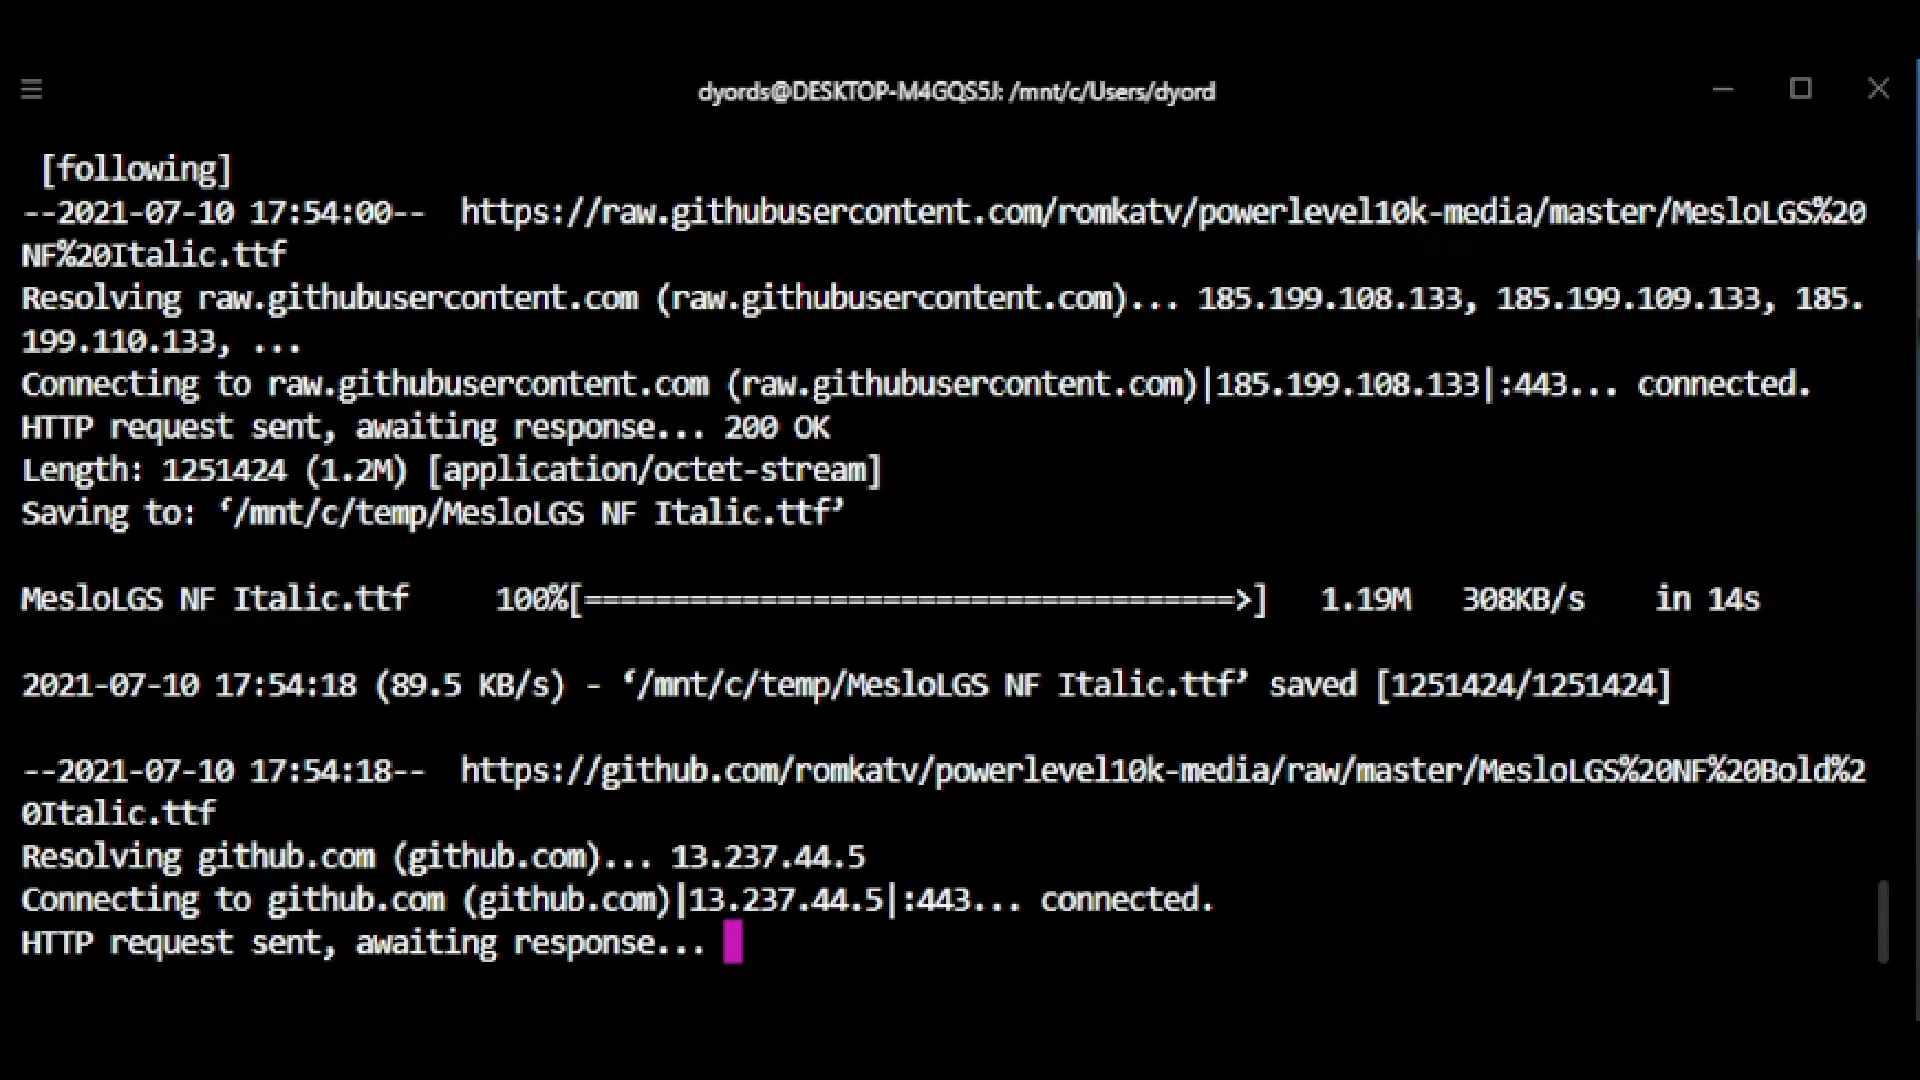 dyords@DESKTOP-M4GQS5J: /mnt/c/Users/dyord
[following]
--2021-07-10 17:54:00--  https://raw.githubusercontent.com/romkatv/powerlevel10k-media/master/MesloLGS%20
NF%20Italic.ttf
Resolving raw.githubusercontent.com (raw.githubusercontent.com)... 185.199.108.133, 185.199.109.133, 185.
199.110.133, ...
Connecting to raw.githubusercontent.com (raw.githubusercontent.com)|185.199.108.133|:443... connected.
HTTP request sent, awaiting response... 200 OK
Length: 1251424 (1.2M) [application/octet-stream]
Saving to: ‘/mnt/c/temp/MesloLGS NF Italic.ttf’
MesloLGS NF Italic.ttf     100%[=====================================>]   1.19M   308KB/s    in 14s
2021-07-10 17:54:18 (89.5 KB/s) - ‘/mnt/c/temp/MesloLGS NF Italic.ttf’ saved [1251424/1251424]
--2021-07-10 17:54:18--  https://github.com/romkatv/powerlevel10k-media/raw/master/MesloLGS%20NF%20Bold%2
0Italic.ttf
Resolving github.com (github.com)... 13.237.44.5
Connecting to github.com (github.com)|13.237.44.5|:443... connected.
HTTP request sent, awaiting response...